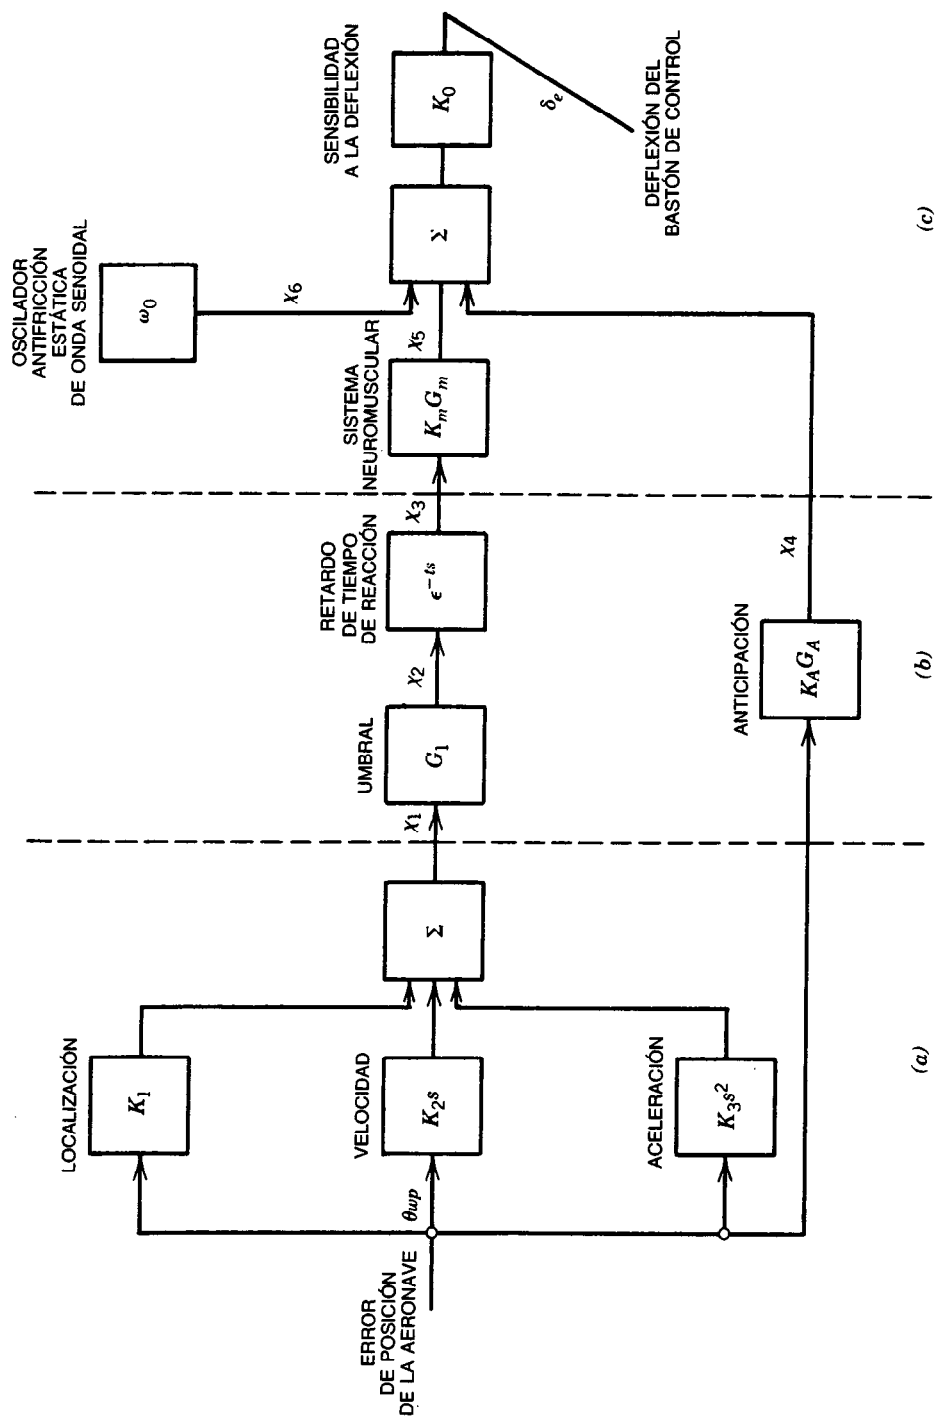 ERROR
DE POSICIÓN
DE LA AERONAVE
θwp
LOCALIZACIÓN
K1
VELOCIDAD
K2s
ACELERACIÓN
K3s²
Σ
χ1
UMBRAL
G1
χ2
RETARDO
DE TIEMPO
DE REACCIÓN
ϵ^−ts
χ3
ANTICIPACIÓN
KAGA
χ4
SISTEMA
NEUROMUSCULAR
KmGm
χ5
OSCILADOR
ANTIFRICCIÓN
ESTÁTICA
DE ONDA SENOIDAL
ω0
χ6
Σ
SENSIBILIDAD
A LA DEFLEXIÓN
K0
δe
DEFLEXIÓN DEL
BASTÓN DE CONTROL
(a)
(b)
(c)